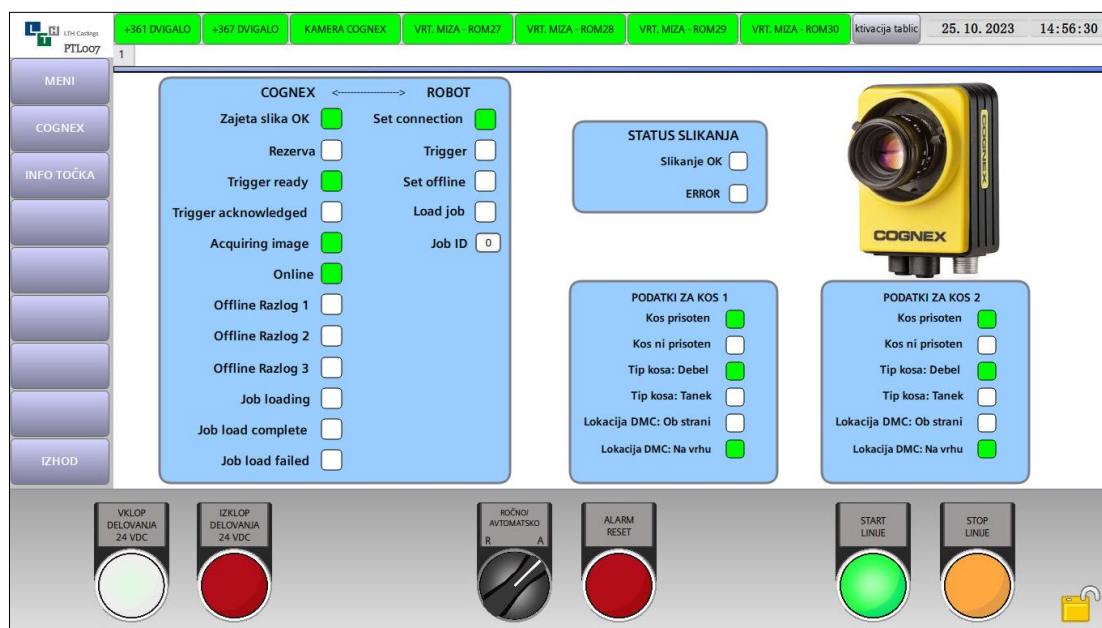 LTH Castings
PTL007
+361 DVIGALO
+367 DVIGALO
KAMERA COGNEX
VRT. MIZA - ROM27
VRT. MIZA - ROM28
VRT. MIZA - ROM29
VRT. MIZA - ROM30
ktivacija tablic
25. 10. 2023
14:56:30
1
MENI
COGNEX
INFO TOČKA
IZHOD
COGNEX <-----------------> ROBOT
Zajeta slika OK
Set connection
Rezerva
Trigger
Trigger ready
Set offline
Trigger acknowledged
Load job
Acquiring image
Job ID 0
Online
Offline Razlog 1
Offline Razlog 2
Offline Razlog 3
Job loading
Job load complete
Job load failed
STATUS SLIKANJA
Slikanje OK
ERROR
COGNEX
COGNEX
PODATKI ZA KOS 1
Kos prisoten
Kos ni prisoten
Tip kosa: Debel
Tip kosa: Tanek
Lokacija DMC: Ob strani
Lokacija DMC: Na vrhu
PODATKI ZA KOS 2
Kos prisoten
Kos ni prisoten
Tip kosa: Debel
Tip kosa: Tanek
Lokacija DMC: Ob strani
Lokacija DMC: Na vrhu
VKLOP
DELOVANJA
24 VDC
IZKLOP
DELOVANJA
24 VDC
ROČNO/
AVTOMATSKO
R A
ALARM
RESET
START
LINIJE
STOP
LINIJE